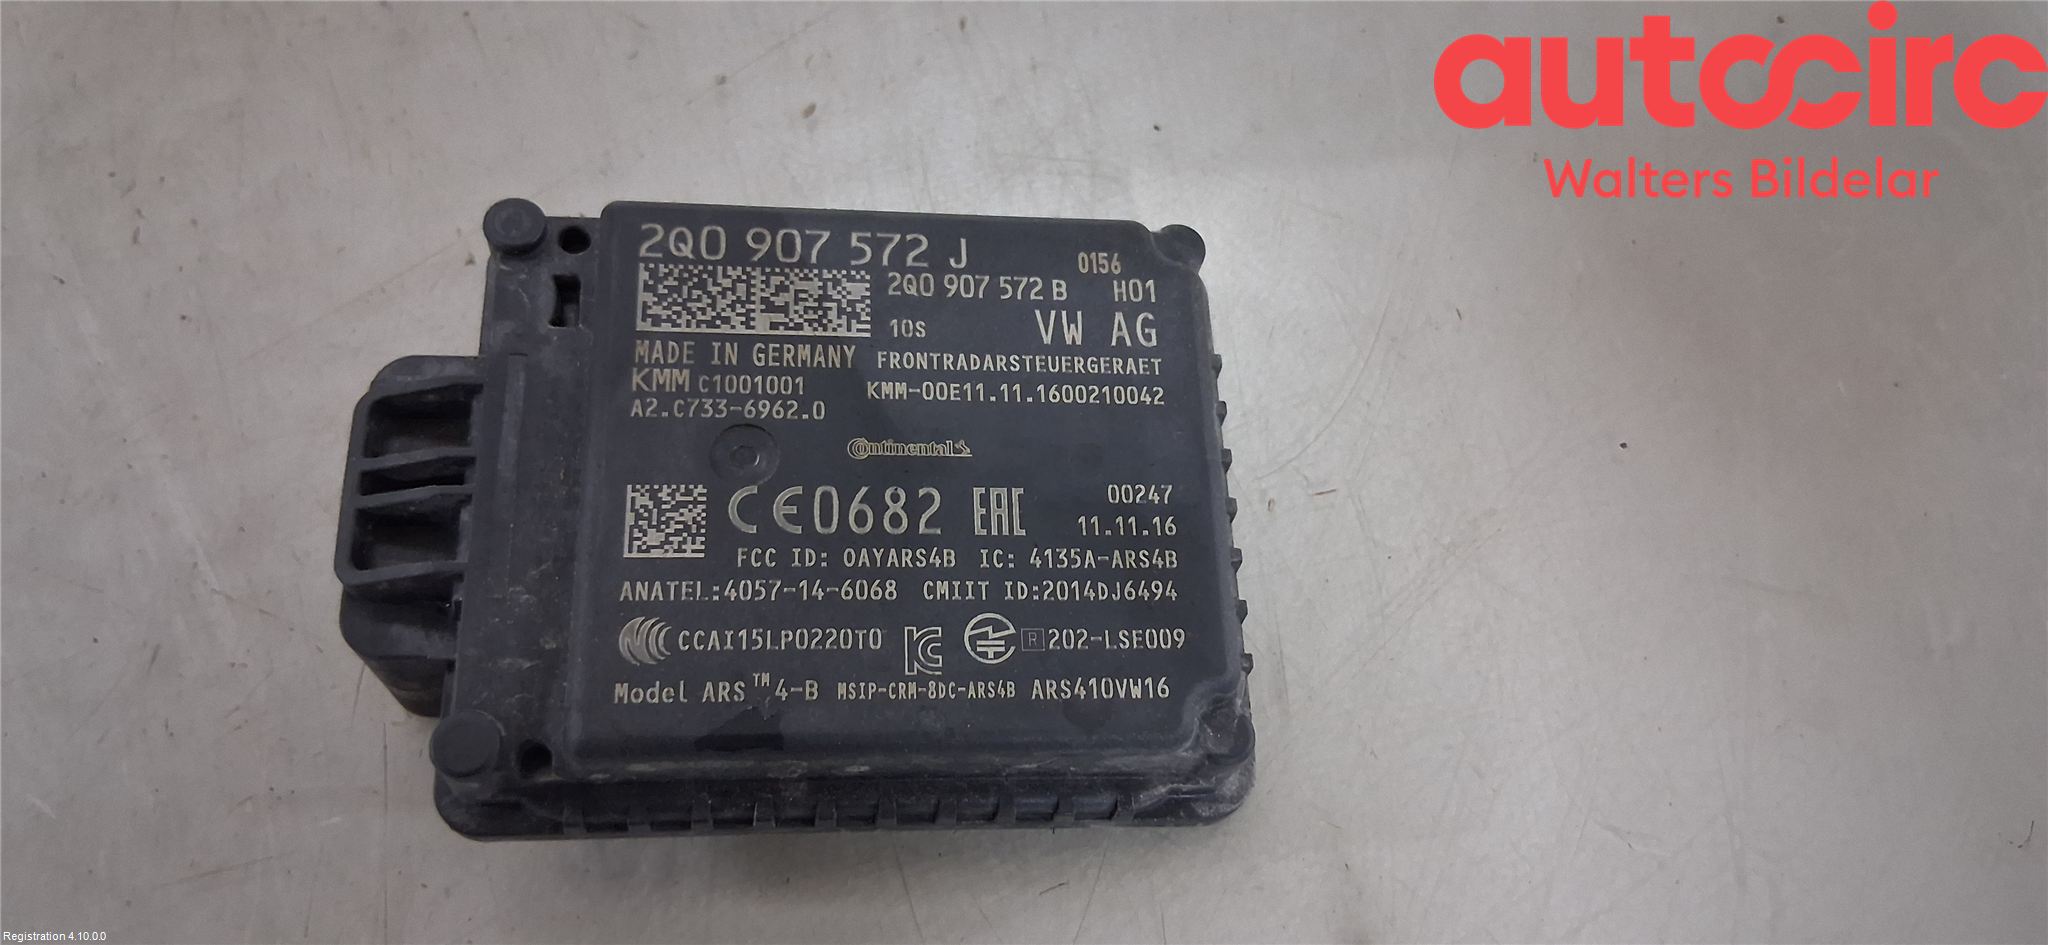 autocirc
Walters Bildelar
2Q0 907 572 J
0156
2Q0 907 572 B H01
10S VW AG
MADE IN GERMANY FRONTRADARSTEUERGERAET
KMM C1001001 KMM-00E11.11.1600210042
A2.C733-6962.0
Continental
CE0682 EAC 00247
11.11.16
FCC ID: OAYARS4B IC: 4135A-ARS4B
ANATEL:4057-14-6068 CMIIT ID:2014DJ6494
CCAI15LP0220T0 R 202-LSE009
Model ARS™4-B MSIP-CRM-8DC-ARS4B ARS410VW16
Registration 4.10.0.0